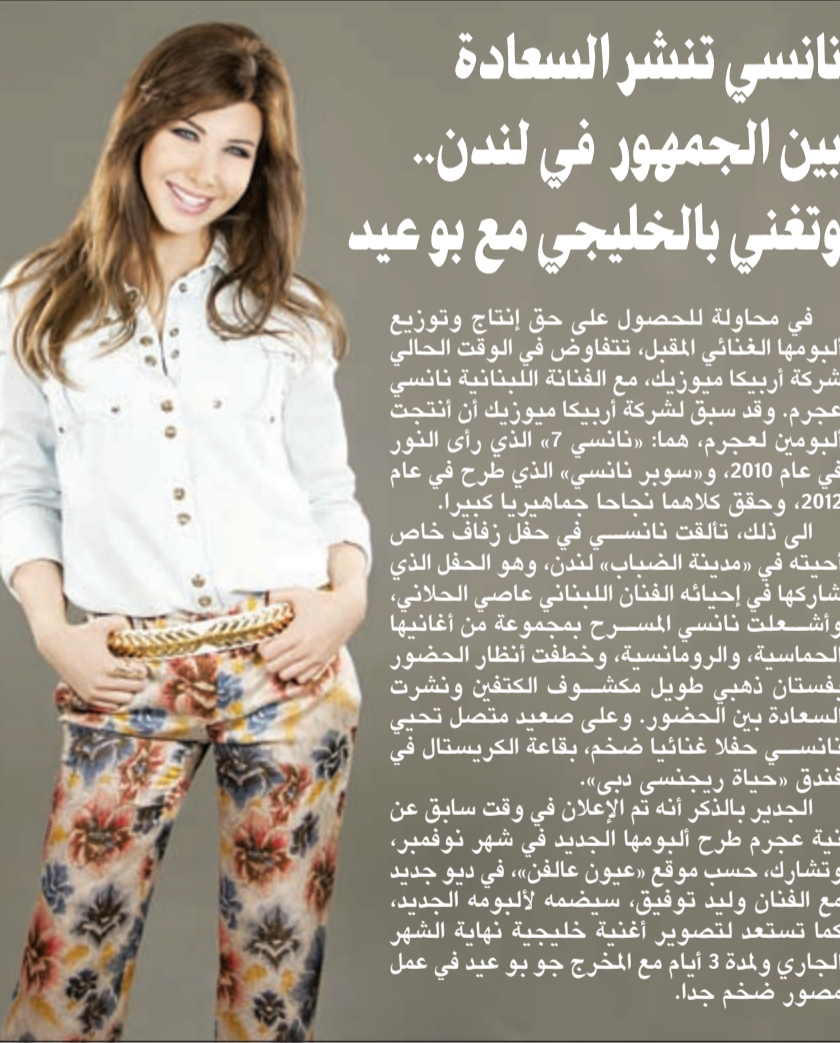 نانسي تنشر السعادة
بين الجمهور في لندن..
وتغني بالخليجي مع بو عيد
في محاولة للحصول على حق إنتاج وتوزيع
ألبومها الغنائي المقبل، تتفاوض في الوقت الحالي
شركة أربيكا ميوزيك، مع الفنانة اللبنانية نانسي
عجرم. وقد سبق لشركة أربيكا ميوزيك أن أنتجت
ألبومين لعجرم، هما: «نانسي 7» الذي رأى النور
في عام 2010، و«سوبر نانسي» الذي طرح في عام
2012، وحقق كلاهما نجاحا جماهيريا كبيرا.
الى ذلك، تألقت نانسي في حفل زفاف خاص
أحيته في «مدينة الضباب» لندن، وهو الحفل الذي
شاركها في إحيائه الفنان اللبناني عاصي الحلاني،
وأشعلت نانسي المسرح بمجموعة من أغانيها
الحماسية، والرومانسية، وخطفت أنظار الحضور
بفستان ذهبي طويل مكشوف الكتفين ونشرت
السعادة بين الحضور. وعلى صعيد متصل تحيي
نانسي حفلا غنائيا ضخم، بقاعة الكريستال في
فندق «حياة ريجنسى دبى».
الجدير بالذكر أنه تم الإعلان في وقت سابق عن
نية عجرم طرح ألبومها الجديد في شهر نوفمبر،
وتشارك، حسب موقع «عيون عالفن»، في ديو جديد
مع الفنان وليد توفيق، سيضمه لألبومه الجديد،
كما تستعد لتصوير أغنية خليجية نهاية الشهر
الجاري ولمدة 3 أيام مع المخرج جو بو عيد في عمل
مصور ضخم جدا.